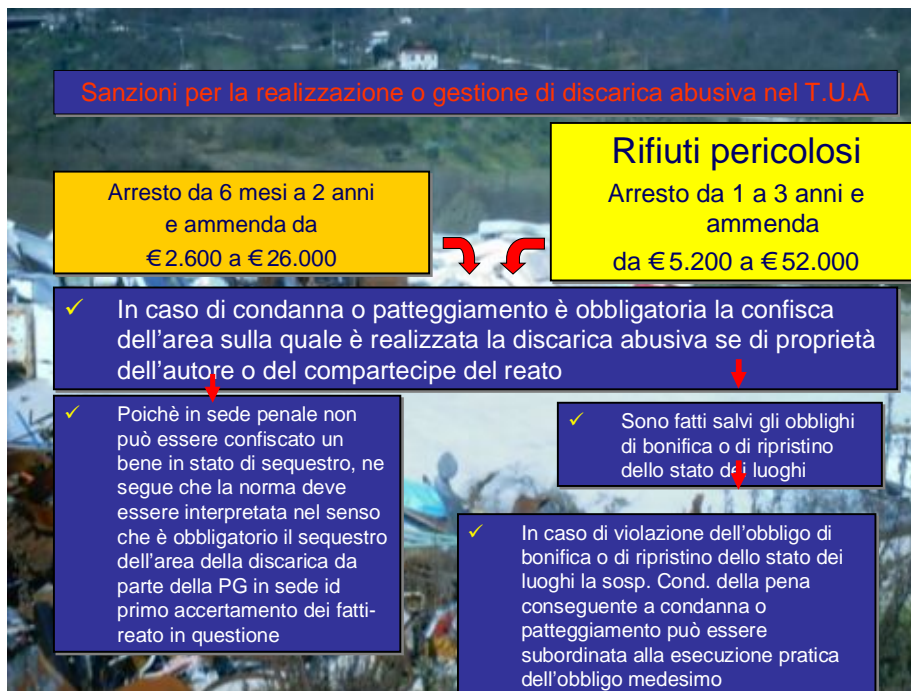 Sanzioni per la realizzazione o gestione di discarica abusiva nel T.U.A
Arresto da 6 mesi a 2 anni
e ammenda da
€ 2.600 a € 26.000
Rifiuti pericolosi
Arresto da 1 a 3 anni e
ammenda
da € 5.200 a € 52.000
✓ In caso di condanna o patteggiamento è obbligatoria la confisca
dell'area sulla quale è realizzata la discarica abusiva se di proprietà
dell'autore o del compartecipe del reato
✓ Poichè in sede penale non
può essere confiscato un
bene in stato di sequestro, ne
segue che la norma deve
essere interpretata nel senso
che è obbligatorio il sequestro
dell'area della discarica da
parte della PG in sede id
primo accertamento dei fatti-
reato in questione
✓ Sono fatti salvi gli obblighi
di bonifica o di ripristino
dello stato dei luoghi
✓ In caso di violazione dell'obbligo di
bonifica o di ripristino dello stato dei
luoghi la sosp. Cond. della pena
conseguente a condanna o
patteggiamento può essere
subordinata alla esecuzione pratica
dell'obbligo medesimo